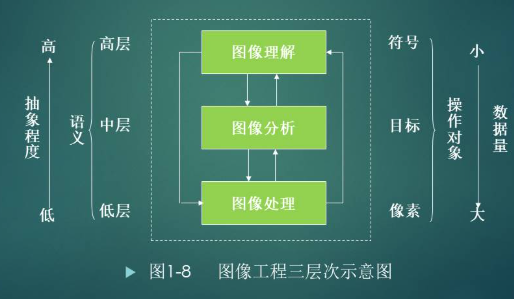 高
高层
图像理解
符号
小
抽象程度
语义
中层
图像分析
目标
操作对象
数据量
低
低层
图像处理
像素
大
图1-8 图像工程三层次示意图